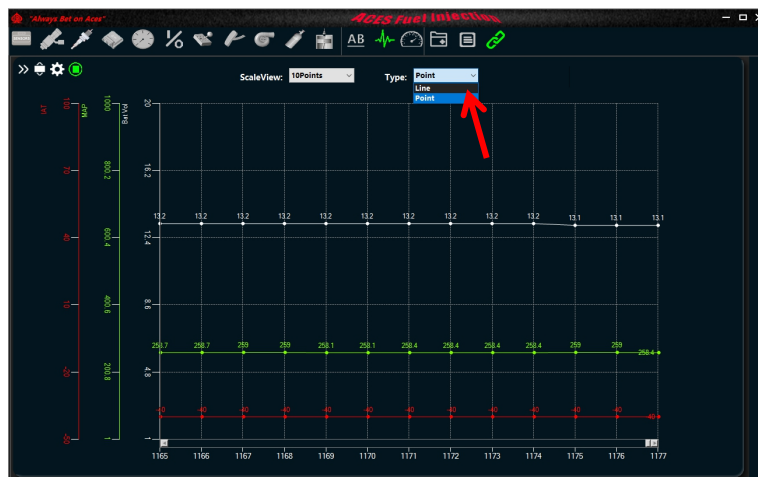 "Always Bet on Aces"
ACES Fuel Injection
I/O
AB
ScaleView: 10Points
Type: Point
Line
Point
IAT
MAP
Batt Vol
100
70
40
10
-20
-50
1000
800.2
600.4
400.6
200.8
1
20
16.2
12.4
8.6
4.8
1
13.2 13.2 13.2 13.2 13.2 13.2 13.2 13.2 13.2 13.2 13.1 13.1 13.1
258.7 258.7 259 259 258.1 258.1 258.4 258.4 258.4 258.4 259 259 258.4
-40 -40 -40 -40 -40 -40 -40 -40 -40 -40 -40 -40
1165 1166 1167 1168 1169 1170 1171 1172 1173 1174 1175 1176 1177